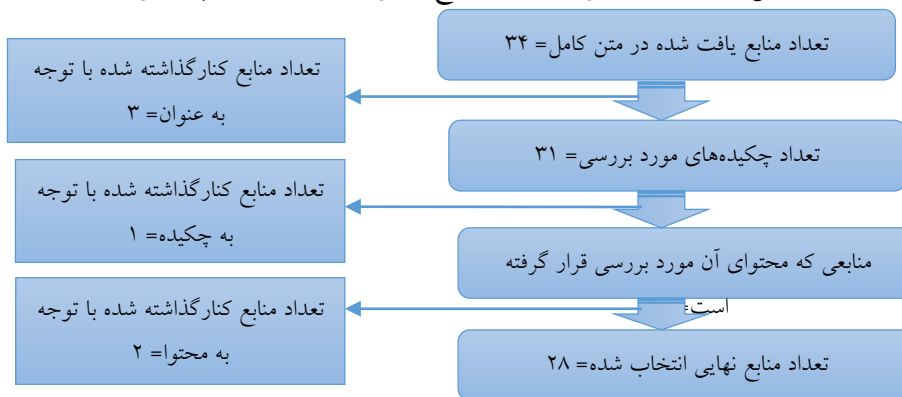 تعداد منابع یافت شده در متن کامل= ۳۴
تعداد منابع کنارگذاشته شده با توجه
به عنوان= ۳
تعداد چکیده‌های مورد بررسی= ۳۱
تعداد منابع کنارگذاشته شده با توجه
به چکیده= ۱
منابعی که محتوای آن مورد بررسی قرار گرفته
است=
تعداد منابع کنارگذاشته شده با توجه
به محتوا= ۲
تعداد منابع نهایی انتخاب شده= ۲۸